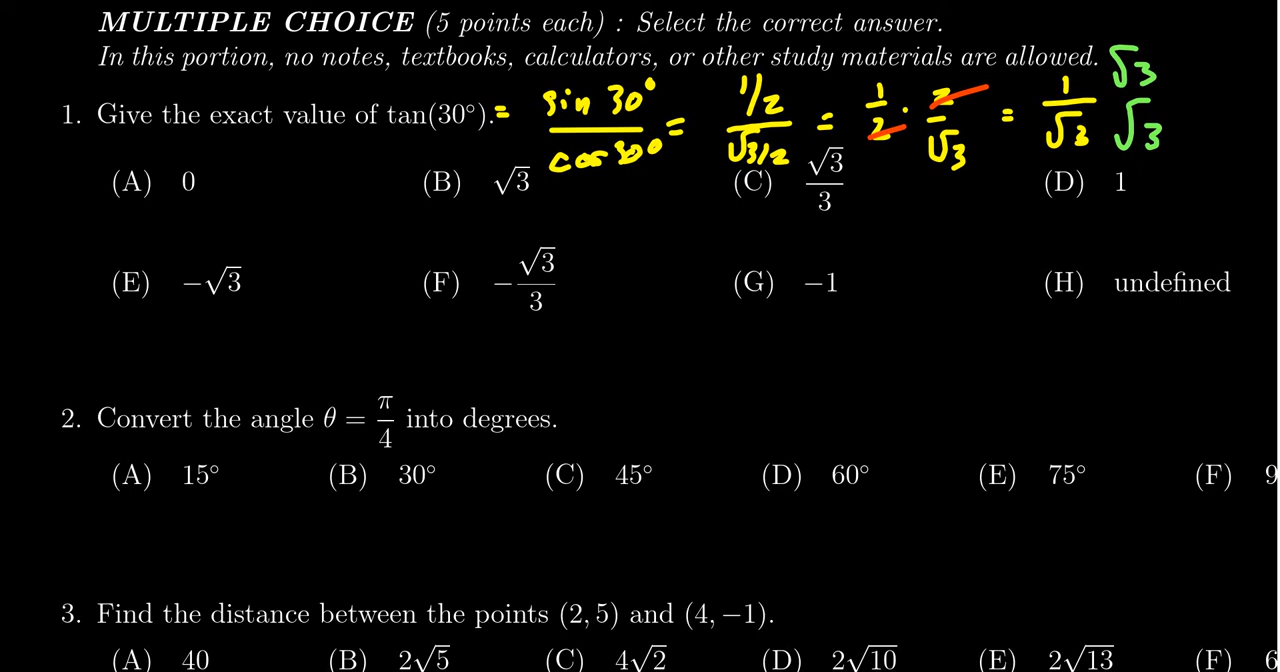 MULTIPLE CHOICE (5 points each) : Select the correct answer.
In this portion, no notes, textbooks, calculators, or other study materials are allowed.
1. Give the exact value of tan(30°). = sin 30° / cos 30° = 1/2 / √3/2 = 1/2 · 2/√3 = 1/√3 √3/√3
(A) 0 (B) √3 (C) √3/3 (D) 1
(E) −√3 (F) −√3/3 (G) −1 (H) undefined
2. Convert the angle θ = π/4 into degrees.
(A) 15° (B) 30° (C) 45° (D) 60° (E) 75° (F) 9
3. Find the distance between the points (2, 5) and (4, −1).
(A) 40 (B) 2√5 (C) 4√2 (D) 2√10 (E) 2√13 (F) 6